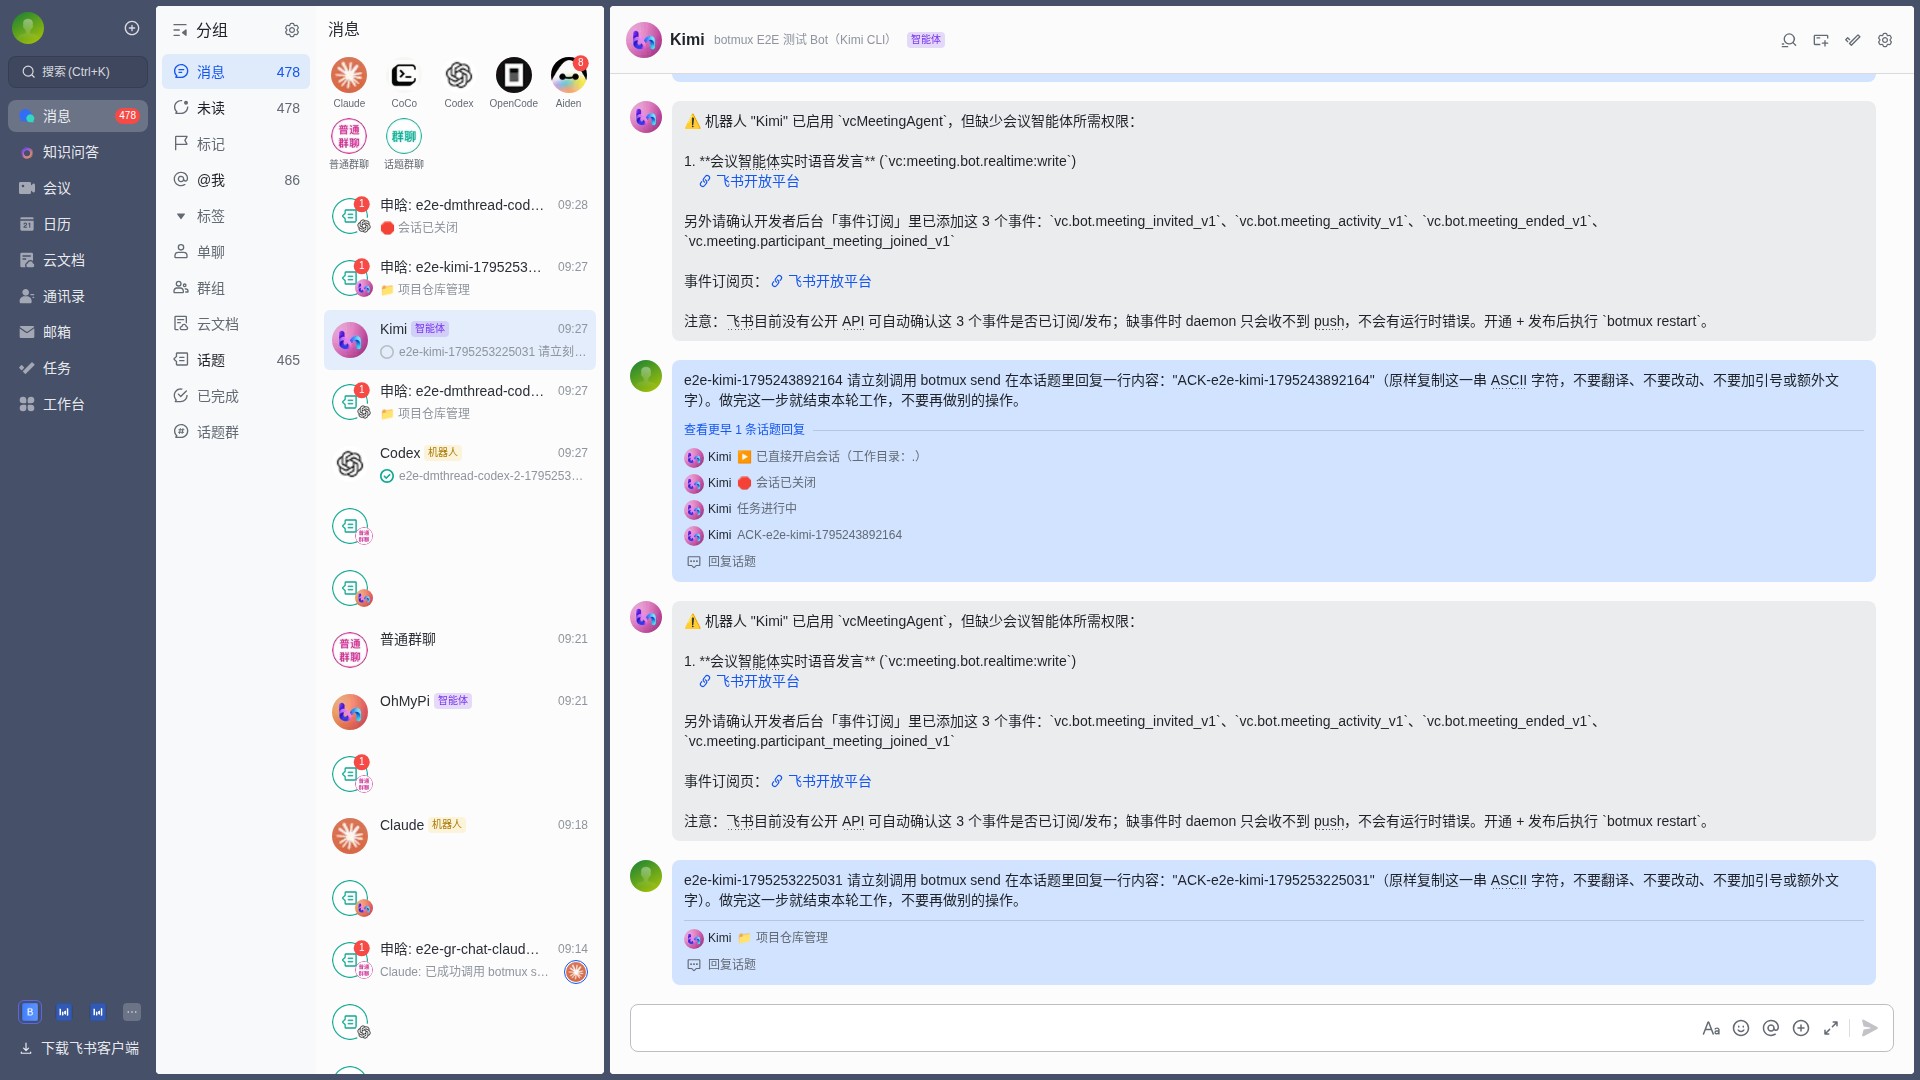 搜索 (Ctrl+K)
消息
478
知识问答
会议
日历
云文档
通讯录
邮箱
任务
工作台
B
下载飞书客户端
分组
消息
478
未读
478
标记
@我
86
标签
单聊
群组
云文档
话题
465
已完成
话题群
消息
8
Claude
CoCo
Codex
OpenCode
Aiden
普通
群聊
群聊
普通群聊
话题群聊
1
申晗: e2e-dmthread-cod…
09:28
会话已关闭
1
申晗: e2e-kimi-1795253…
09:27
📁 项目仓库管理
Kimi
智能体
09:27
e2e-kimi-1795253225031 请立刻…
1
申晗: e2e-dmthread-cod…
09:27
📁 项目仓库管理
Codex
机器人
09:27
e2e-dmthread-codex-2-1795253…
普通
群聊
普通
群聊
普通群聊
09:21
OhMyPi
智能体
09:21
1
普通
群聊
Claude
机器人
09:18
1
普通
群聊
申晗: e2e-gr-chat-claud…
09:14
Claude: 已成功调用 botmux s…
Kimi
botmux E2E 测试 Bot（Kimi CLI）
智能体
⚠️ 机器人 "Kimi" 已启用 `vcMeetingAgent`，但缺少会议智能体所需权限：
1. **会议智能体实时语音发言** (`vc:meeting.bot.realtime:write`)
飞书开放平台
另外请确认开发者后台「事件订阅」里已添加这 3 个事件：`vc.bot.meeting_invited_v1`、`vc.bot.meeting_activity_v1`、`vc.bot.meeting_ended_v1`、
`vc.meeting.participant_meeting_joined_v1`
事件订阅页： 飞书开放平台
注意：飞书目前没有公开 API 可自动确认这 3 个事件是否已订阅/发布；缺事件时 daemon 只会收不到 push，不会有运行时错误。开通 + 发布后执行 `botmux restart`。
e2e-kimi-1795243892164 请立刻调用 botmux send 在本话题里回复一行内容："ACK-e2e-kimi-1795243892164"（原样复制这一串 ASCII 字符，不要翻译、不要改动、不要加引号或额外文
字）。做完这一步就结束本轮工作，不要再做别的操作。
查看更早 1 条话题回复
Kimi ▶️ 已直接开启会话（工作目录：.）
Kimi 🛑 会话已关闭
Kimi 任务进行中
Kimi ACK-e2e-kimi-1795243892164
回复话题
⚠️ 机器人 "Kimi" 已启用 `vcMeetingAgent`，但缺少会议智能体所需权限：
1. **会议智能体实时语音发言** (`vc:meeting.bot.realtime:write`)
飞书开放平台
另外请确认开发者后台「事件订阅」里已添加这 3 个事件：`vc.bot.meeting_invited_v1`、`vc.bot.meeting_activity_v1`、`vc.bot.meeting_ended_v1`、
`vc.meeting.participant_meeting_joined_v1`
事件订阅页： 飞书开放平台
注意：飞书目前没有公开 API 可自动确认这 3 个事件是否已订阅/发布；缺事件时 daemon 只会收不到 push，不会有运行时错误。开通 + 发布后执行 `botmux restart`。
e2e-kimi-1795253225031 请立刻调用 botmux send 在本话题里回复一行内容："ACK-e2e-kimi-1795253225031"（原样复制这一串 ASCII 字符，不要翻译、不要改动、不要加引号或额外文
字）。做完这一步就结束本轮工作，不要再做别的操作。
Kimi 📁 项目仓库管理
回复话题
Aa